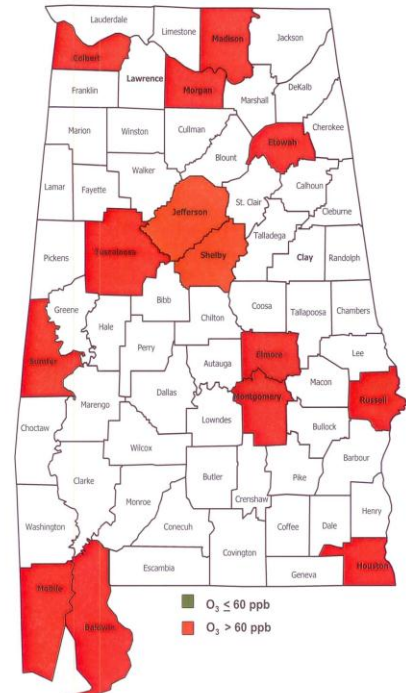 Lauderdale
Limestone
Madison
Jackson
Colbert
Lawrence
Franklin
Morgan
Marshall
DeKalb
Cherokee
Marion
Winston
Cullman
Etowah
Blount
Walker
Calhoun
Lamar
Fayette
Jefferson
St. Clair
Cleburne
Talladega
Tuscaloosa
Shelby
Clay
Randolph
Pickens
Bibb
Greene
Hale
Chilton
Coosa
Tallapoosa
Chambers
Perry
Sumter
Autauga
Elmore
Lee
Dallas
Macon
Montgomery
Russell
Marengo
Choctaw
Lowndes
Bullock
Wilcox
Barbour
Clarke
Butler
Pike
Monroe
Crenshaw
Henry
Washington
Conecuh
Coffee
Dale
Covington
Escambia
Geneva
Houston
Mobile
Baldwin
O₃ ≤ 60 ppb
O₃ > 60 ppb